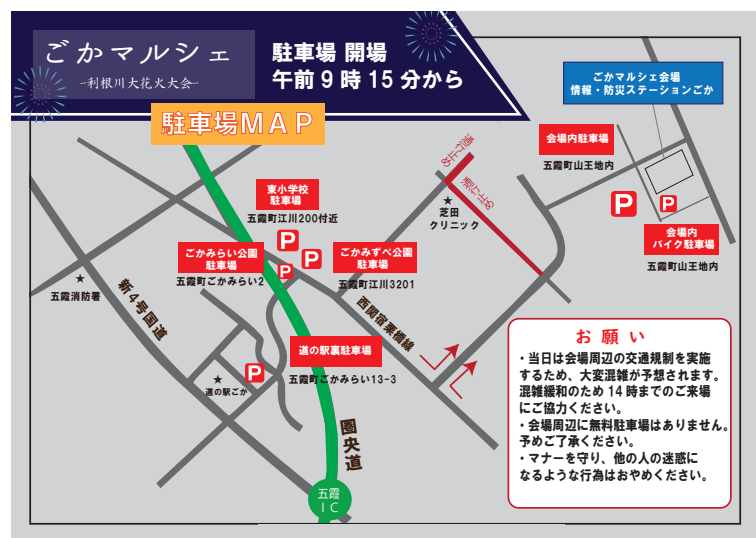 ごかマルシェ
-利根川大花火大会-
駐車場 開場
午前9時15分から
駐車場MAP
ごかマルシェ会場
情報・防災ステーションごか
会場内駐車場
五霞町山王地内
通行止め
通行止め
東小学校
駐車場
五霞町江川200付近
★
芝田
クリニック
P
P
P
P
P
会場内
バイク駐車場
五霞町山王地内
ごかみらい公園
駐車場
五霞町ごかみらい2
ごかみずべ公園
駐車場
五霞町江川3201
★
五霞消防署
新4号国道
西関宿栗橋線
道の駅裏駐車場
五霞町ごかみらい13-3
P
★
道の駅ごか
圏央道
五霞
IC
お願い
・当日は会場周辺の交通規制を実施
するため、大変混雑が予想されます。
混雑緩和のため14時までのご来場
にご協力ください。
・会場周辺に無料駐車場はありません。
予めご了承ください。
・マナーを守り、他の人の迷惑に
なるような行為はおやめください。